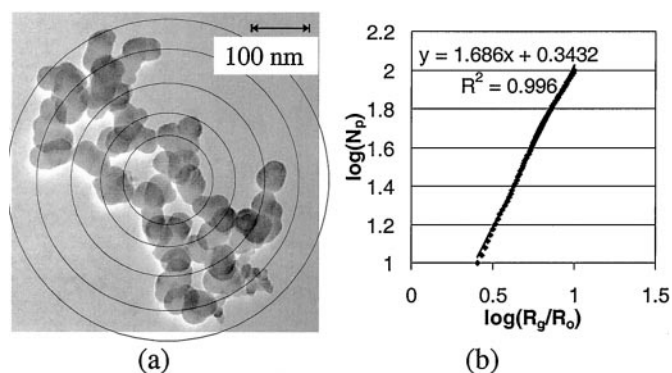 100 nm
(a)
2.2
2
1.8
1.6
1.4
1.2
1
log(Nₚ)
y = 1.686x + 0.3432
R² = 0.996
0
0.5
1
1.5
log(R_g/R_o)
(b)